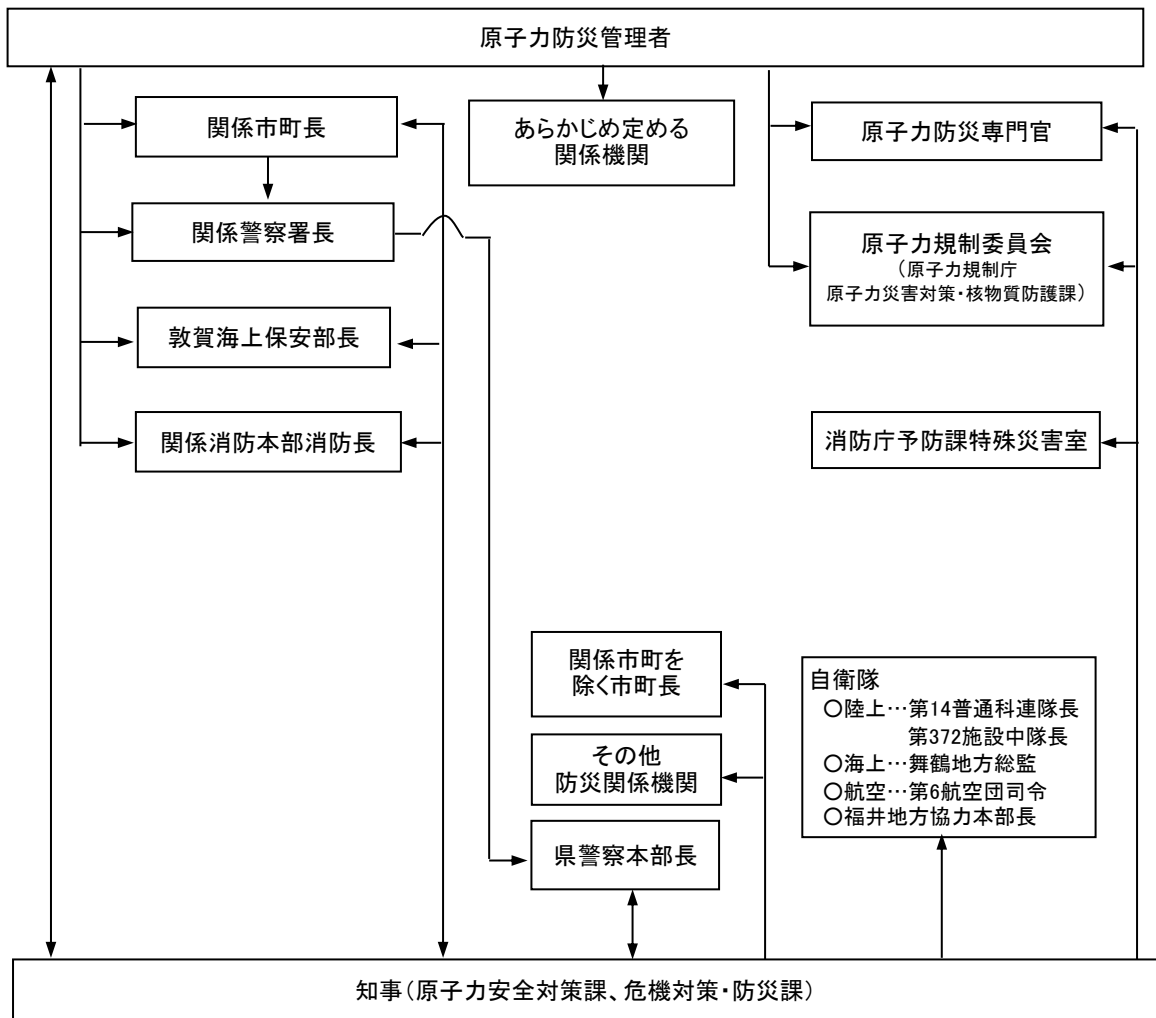 原子力防災管理者
関係市町長
あらかじめ定める
関係機関
原子力防災専門官
関係警察署長
原子力規制委員会
（原子力規制庁
原子力災害対策・核物質防護課）
敦賀海上保安部長
関係消防本部消防長
消防庁予防課特殊災害室
関係市町を
除く市町長
その他
防災関係機関
県警察本部長
自衛隊
○陸上…第14普通科連隊長
第372施設中隊長
○海上…舞鶴地方総監
○航空…第6航空団司令
○福井地方協力本部長
知事（原子力安全対策課、危機対策・防災課）